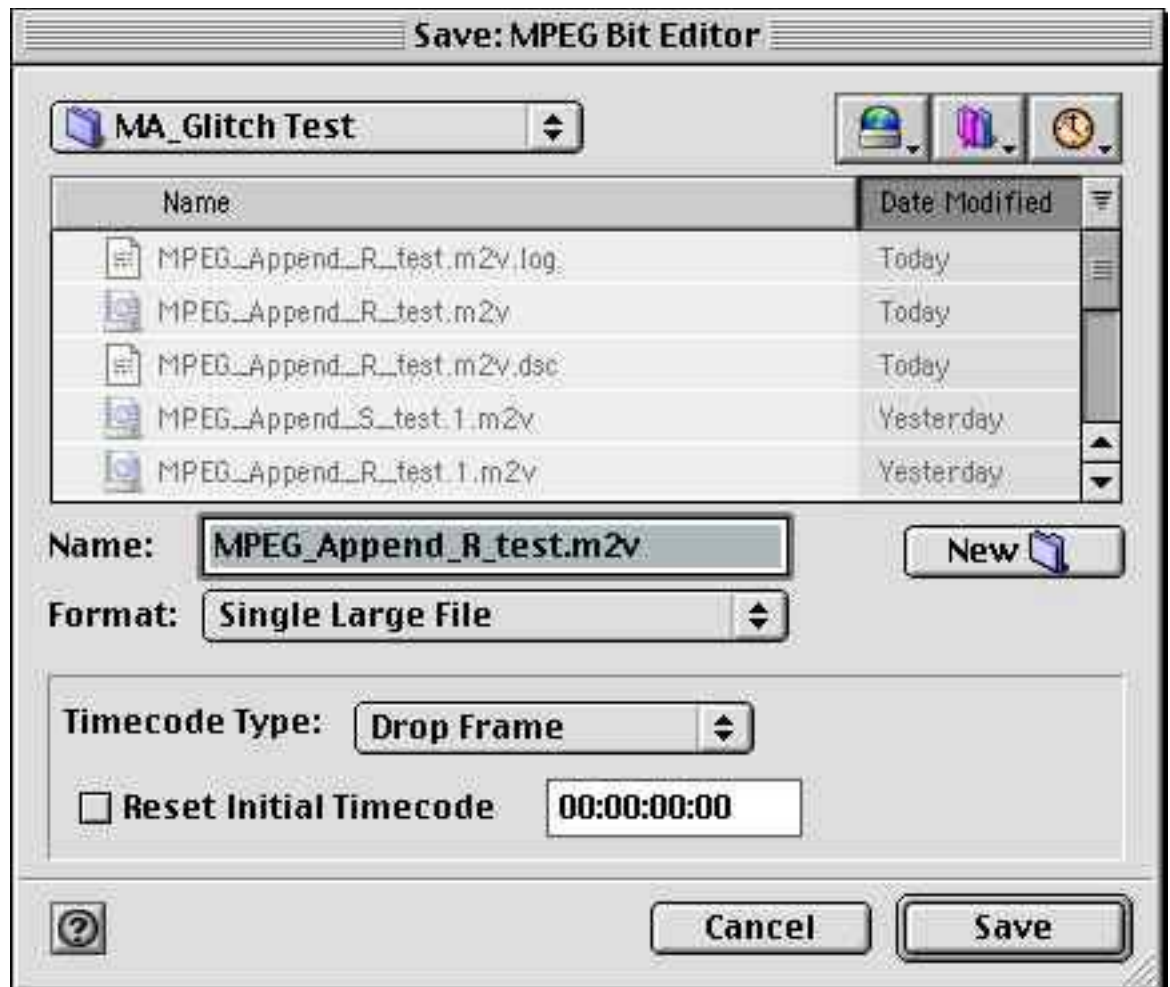 Save: MPEG Bit Editor
MA_Glitch Test
Name Date Modified
MPEG_Append_R_test.m2v.log Today
MPEG_Append_R_test.m2v Today
MPEG_Append_R_test.m2v.dsc Today
MPEG_Append_S_test.1.m2v Yesterday
MPEG_Append_R_test.1.m2v Yesterday
Name: MPEG_Append_R_test.m2v New
Format: Single Large File
Timecode Type: Drop Frame
Reset Initial Timecode 00:00:00:00
?
Cancel Save